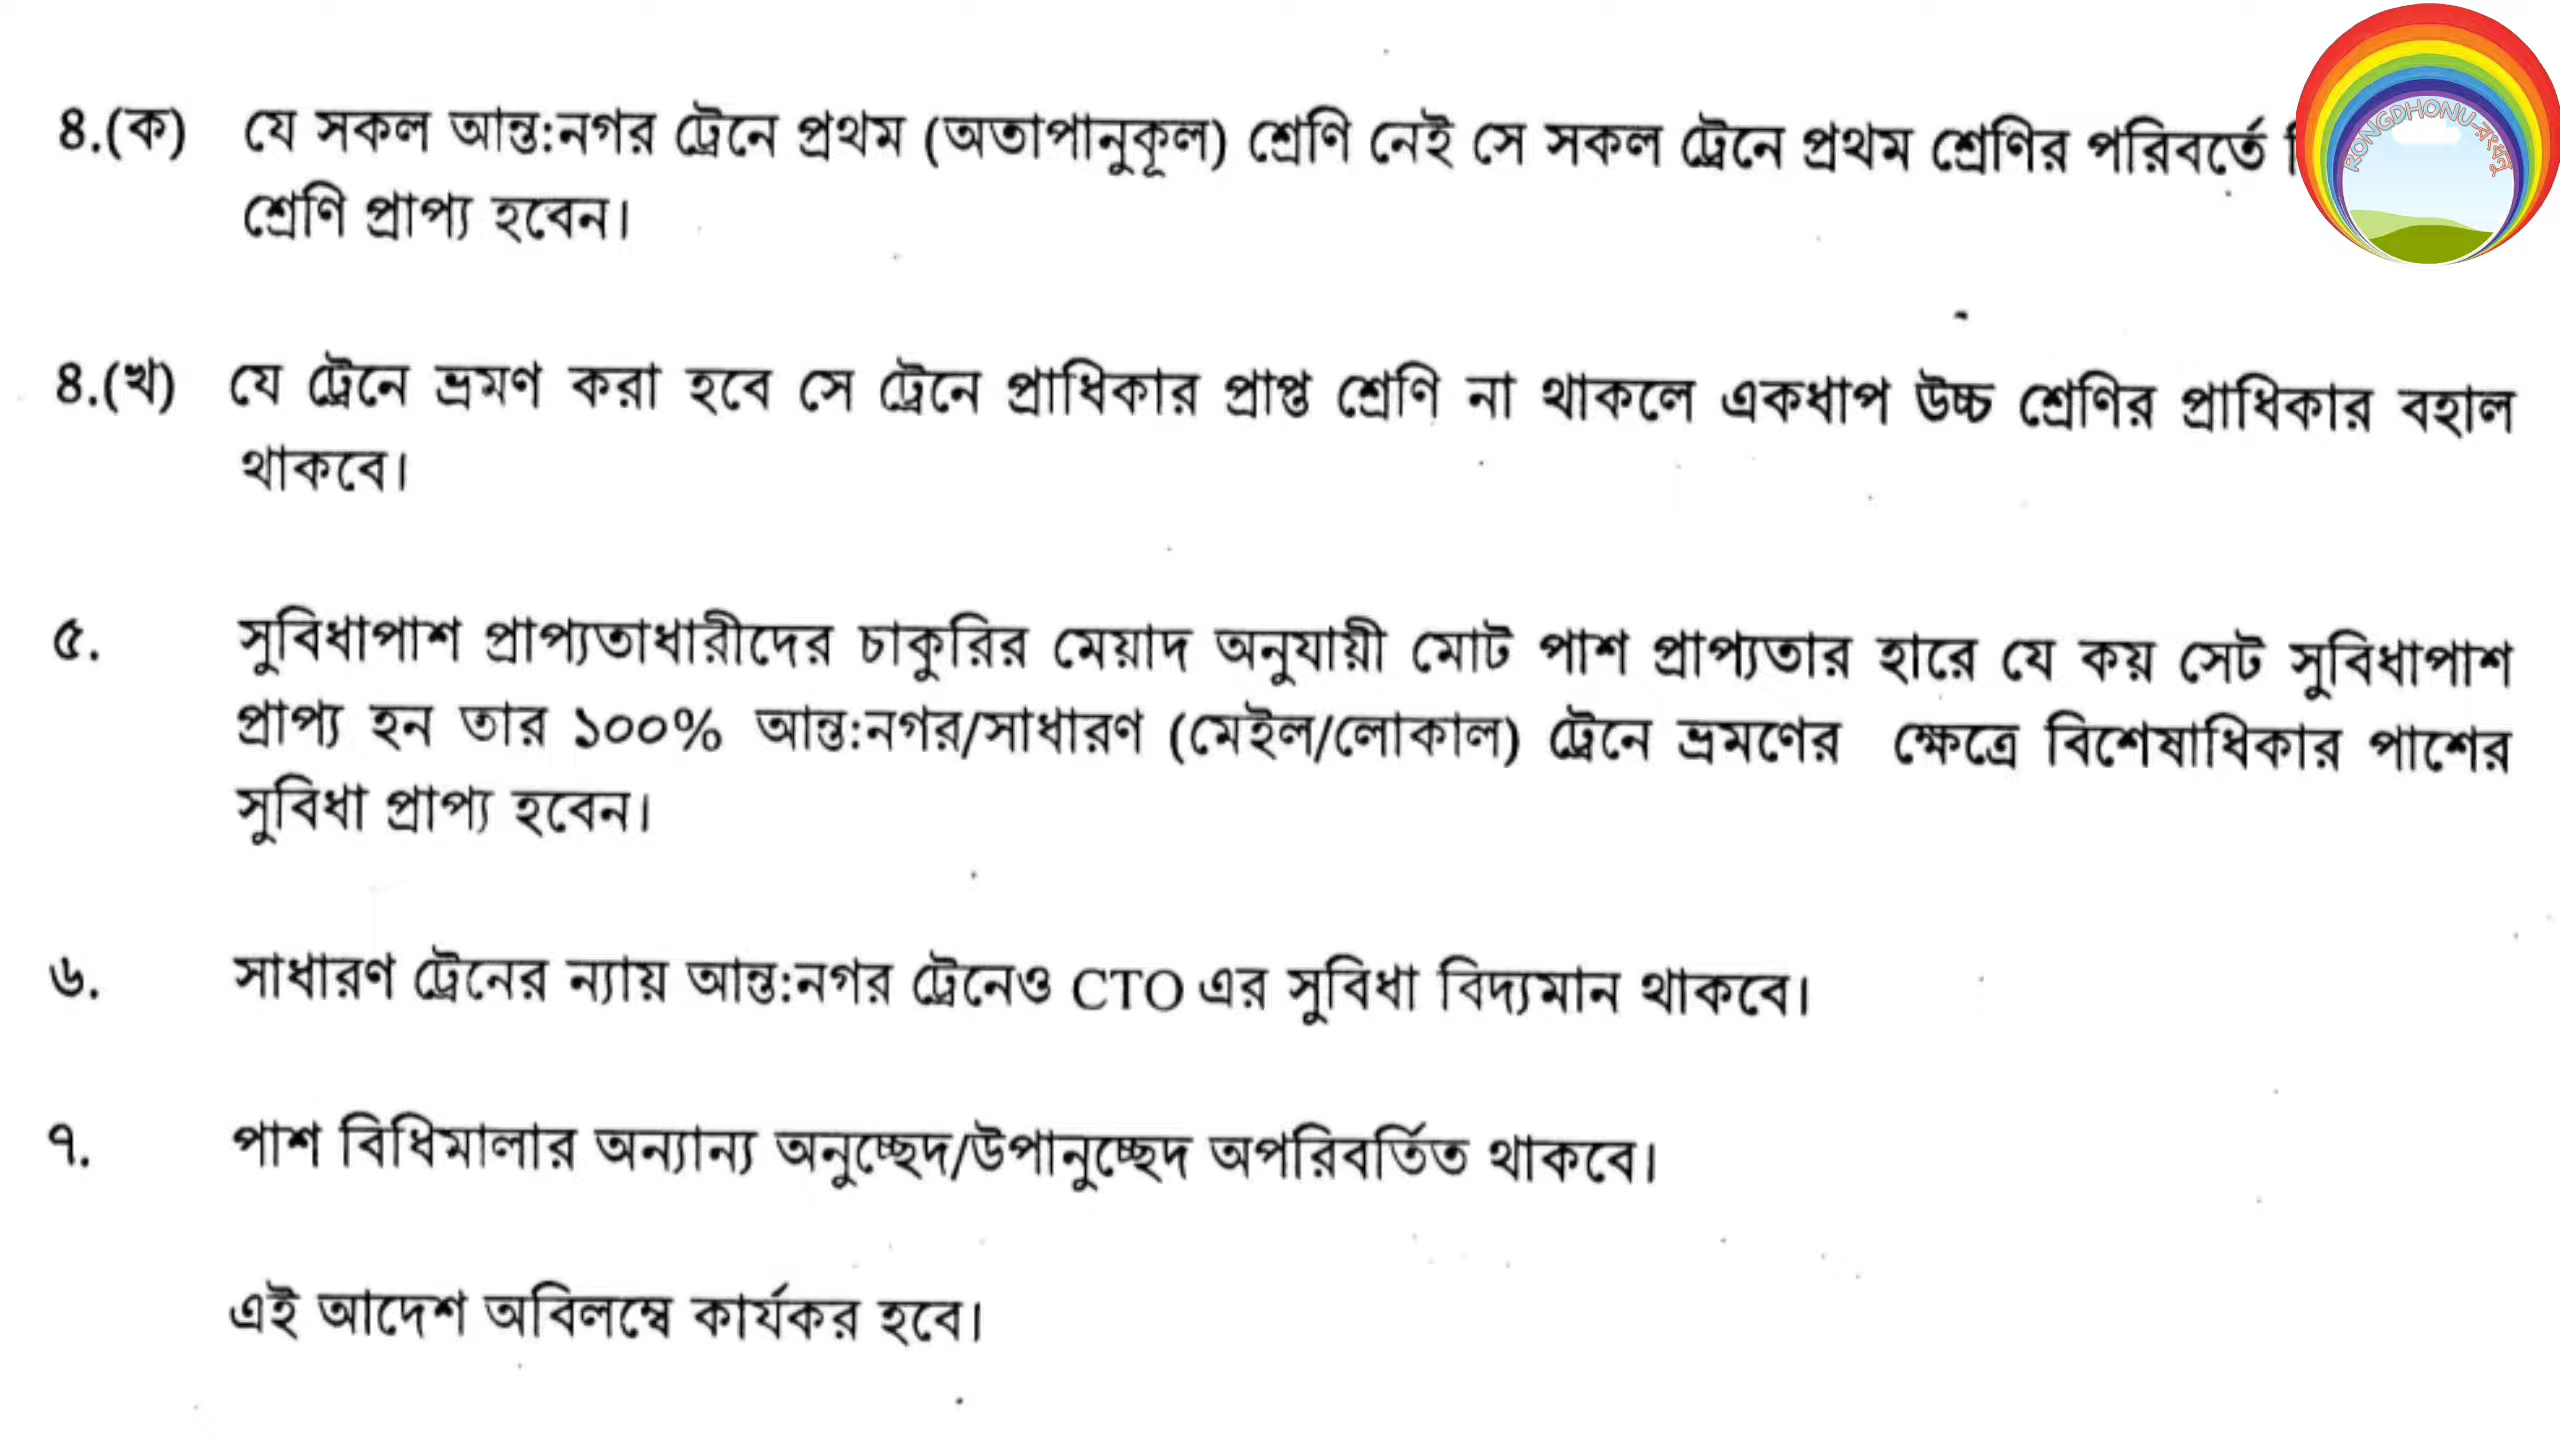 ৪.(ক) যে সকল আন্ত:নগর ট্রেনে প্রথম (অতাপানুকূল) শ্রেণি নেই সে সকল ট্রেনে প্রথম শ্রেণির পরিবর্তে
শ্রেণি প্রাপ্য হবেন।
RONGDHONU-রংধনু
৪.(খ) যে ট্রেনে ভ্রমণ করা হবে সে ট্রেনে প্রাধিকার প্রাপ্ত শ্রেণি না থাকলে একধাপ উচ্চ শ্রেণির প্রাধিকার বহাল
থাকবে।
৫. সুবিধাপাশ প্রাপ্যতাধারীদের চাকুরির মেয়াদ অনুযায়ী মোট পাশ প্রাপ্যতার হারে যে কয় সেট সুবিধাপাশ
প্রাপ্য হন তার ১০০% আন্ত:নগর/সাধারণ (মেইল/লোকাল) ট্রেনে ভ্রমণের ক্ষেত্রে বিশেষাধিকার পাশের
সুবিধা প্রাপ্য হবেন।
৬. সাধারণ ট্রেনের ন্যায় আন্ত:নগর ট্রেনেও CTO এর সুবিধা বিদ্যমান থাকবে।
৭. পাশ বিধিমালার অন্যান্য অনুচ্ছেদ/উপানুচ্ছেদ অপরিবর্তিত থাকবে।
এই আদেশ অবিলম্বে কার্যকর হবে।